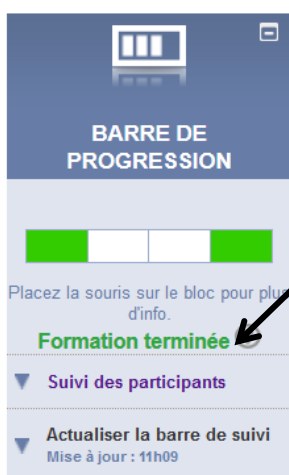 BARRE DE
PROGRESSION
Placez la souris sur le bloc pour plus
d'info.
Formation terminée
Suivi des participants
Actualiser la barre de suivi
Mise à jour : 11h09